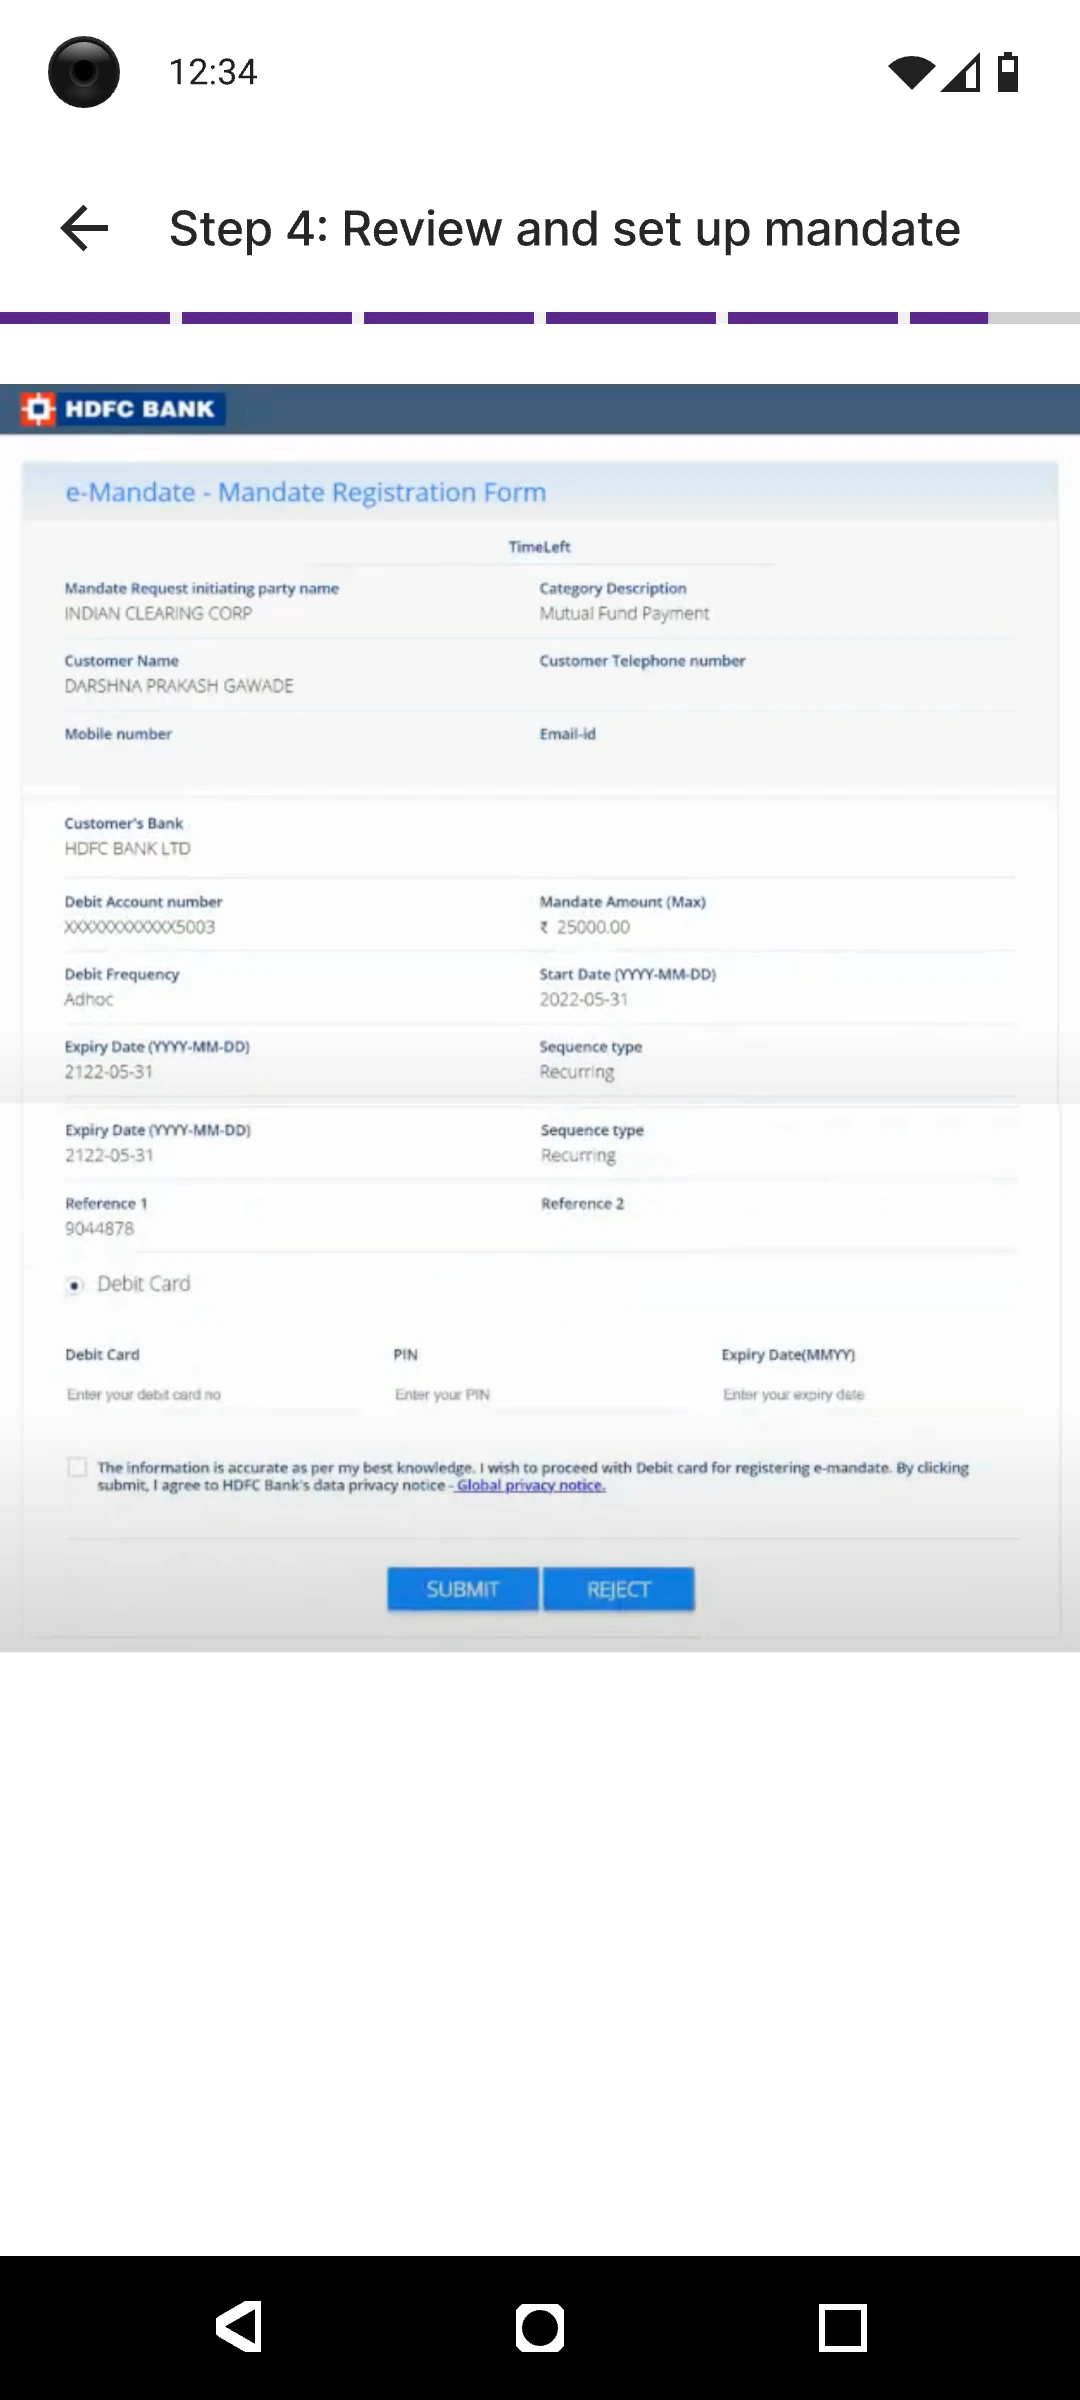 12:34
Step 4: Review and set up mandate
HDFC BANK
e-Mandate - Mandate Registration Form
TimeLeft
Mandate Request initiating party name
INDIAN CLEARING CORP
Category Description
Mutual Fund Payment
Customer Name
DARSHNA PRAKASH GAWADE
Customer Telephone number
Mobile number
Email-id
Customer's Bank
HDFC BANK LTD
Debit Account number
XXXXXXXXXXXX5003
Mandate Amount (Max)
₹ 25000.00
Debit Frequency
Adhoc
Start Date (YYYY-MM-DD)
2022-05-31
Expiry Date (YYYY-MM-DD)
2122-05-31
Sequence type
Recurring
Expiry Date (YYYY-MM-DD)
2122-05-31
Sequence type
Recurring
Reference 1
9044878
Reference 2
Debit Card
Debit Card
Enter your debit card no
PIN
Enter your PIN
Expiry Date(MMYY)
Enter your expiry date
The information is accurate as per my best knowledge. I wish to proceed with Debit card for registering e-mandate. By clicking
submit, I agree to HDFC Bank's data privacy notice - Global privacy notice.
SUBMIT
REJECT